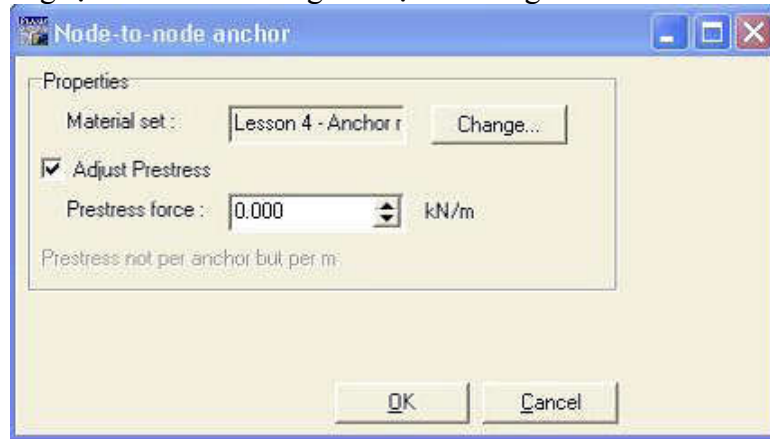 Node-to-node anchor
Properties
Material set : Lesson 4 - Anchor r Change...
Adjust Prestress
Prestress force : 0.000 kN/m
Prestress not per anchor but per m
OK Cancel